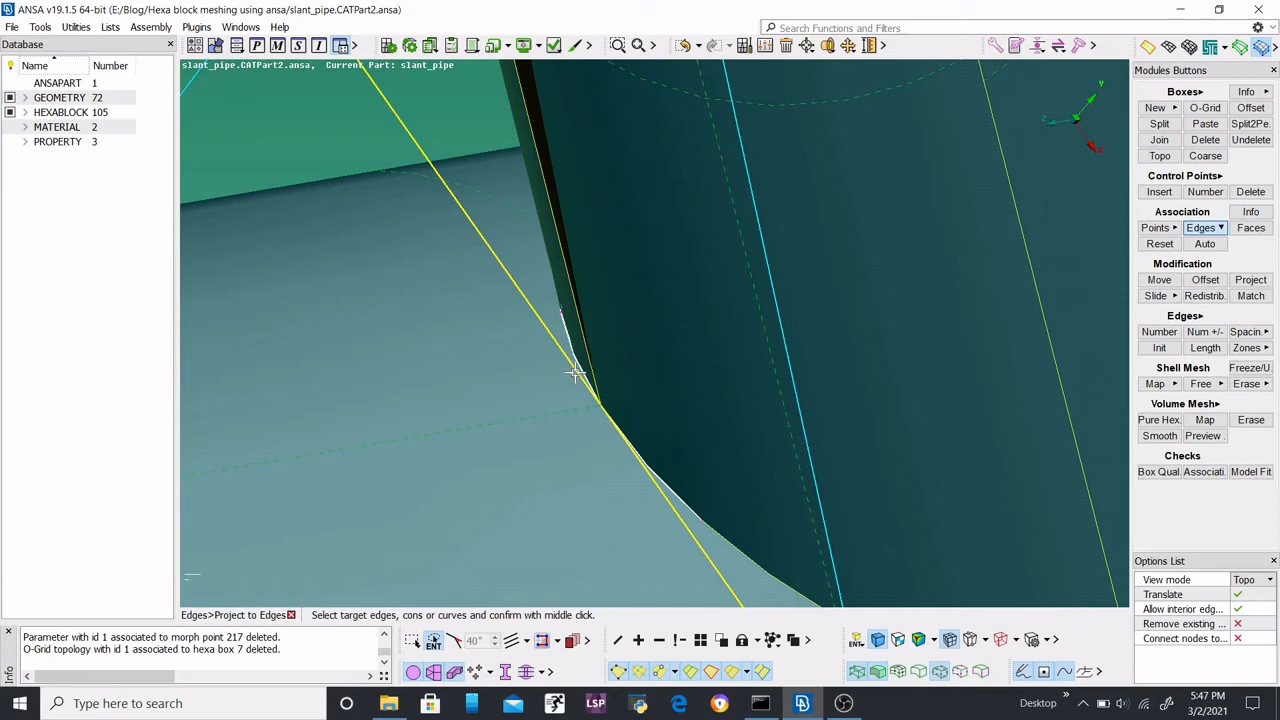 ANSA v19.1.5 64-bit (E:/Blog/Hexa block meshing using ansa/slant_pipe.CATPart2.ansa)
File Tools Utilities Lists Assembly Plugins Windows Help
Search Functions and Filters
Database
Name Number
ANSAPART 1
GEOMETRY 72
HEXABLOCK 105
MATERIAL 2
PROPERTY 3
slant_pipe.CATPart2.ansa, Current Part: slant_pipe
Y
Z
X
Modules Buttons
Boxes▸ Info ▸
New ▸ O-Grid Offset
Split Paste Split2Pe.
Join Delete Undelete
Topo Coarse
Control Points▸
Insert Number Delete
Association Info
Points ▸ Edges ▾ Faces
Reset Auto
Modification
Move Offset Project
Slide ▸ Redistrib. Match
Edges▸
Number Num +/- Spacin.
Init Length Zones ▸
Shell Mesh Freeze/U.
Map ▸ Free ▸ Erase ▸
Volume Mesh▸
Pure Hex. Map Erase
Smooth Preview .
Checks
Box Qual. Associati. Model Fit
Options List
View mode Topo
Translate
Allow interior edg...
Remove existing ...
Connect nodes to...
Edges>Project to Edges Select target edges, cons or curves and confirm with middle click.
Parameter with id 1 associated to morph point 217 deleted.
O-Grid topology with id 1 associated to hexa box 7 deleted.
Info
ENT 40°
ENT
Type here to search
LSP
Desktop
5:47 PM
3/2/2021